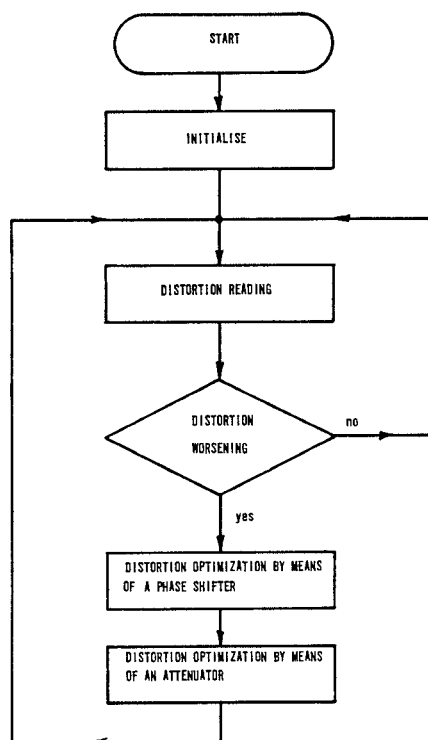 START
INITIALISE
DISTORTION READING
DISTORTION
WORSENING
no
yes
DISTORTION OPTIMIZATION BY MEANS
OF A PHASE SHIFTER
DISTORTION OPTIMIZATION BY MEANS
OF AN ATTENUATOR